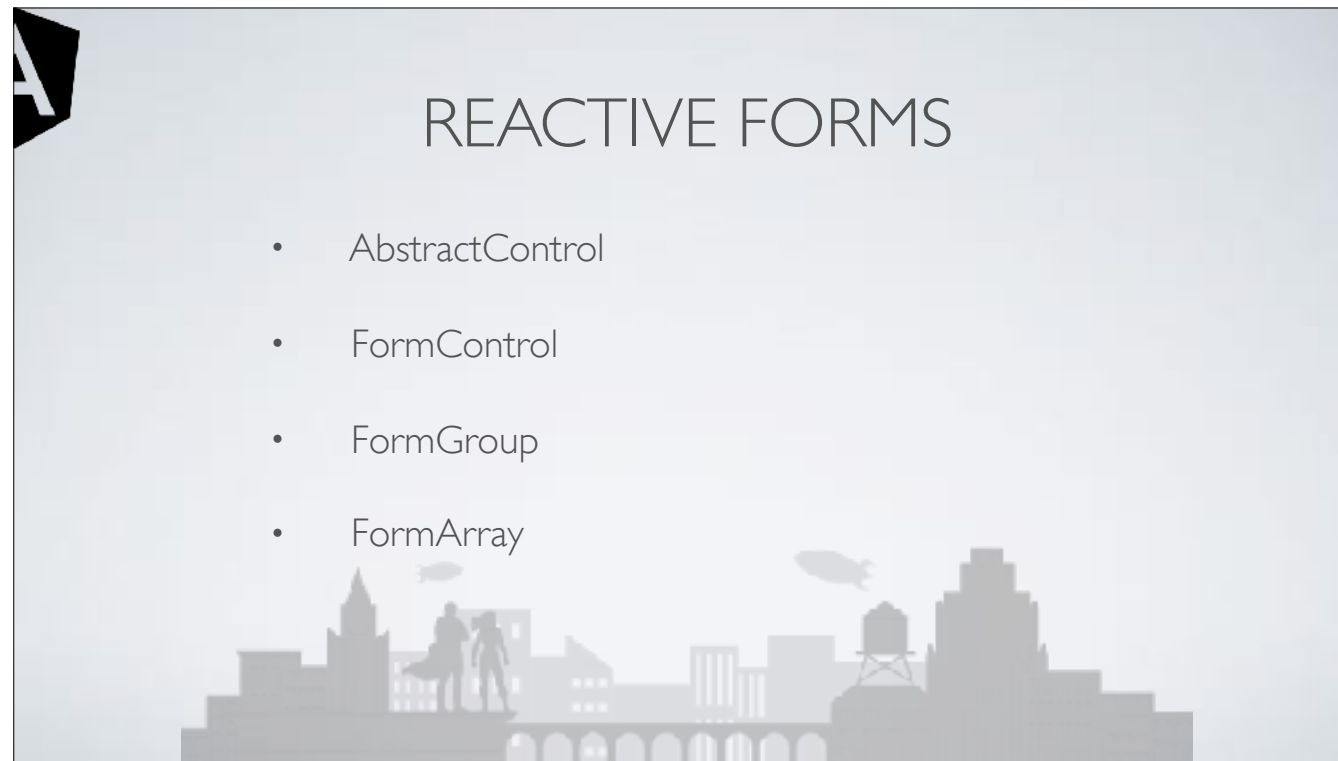 REACTIVE FORMS
• AbstractControl
• FormControl
• FormGroup
• FormArray